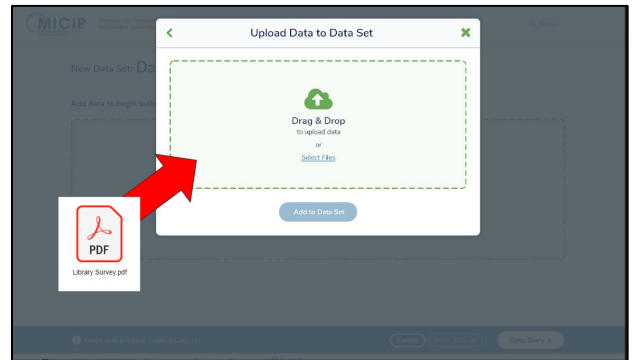 MICIP
Upload Data to Data Set
New Data Set: Da
Add data to begin build
Drag & Drop
to upload data
or
Select Files
Add to Data Set
PDF
Library Survey.pdf
Cancel
Data Story >